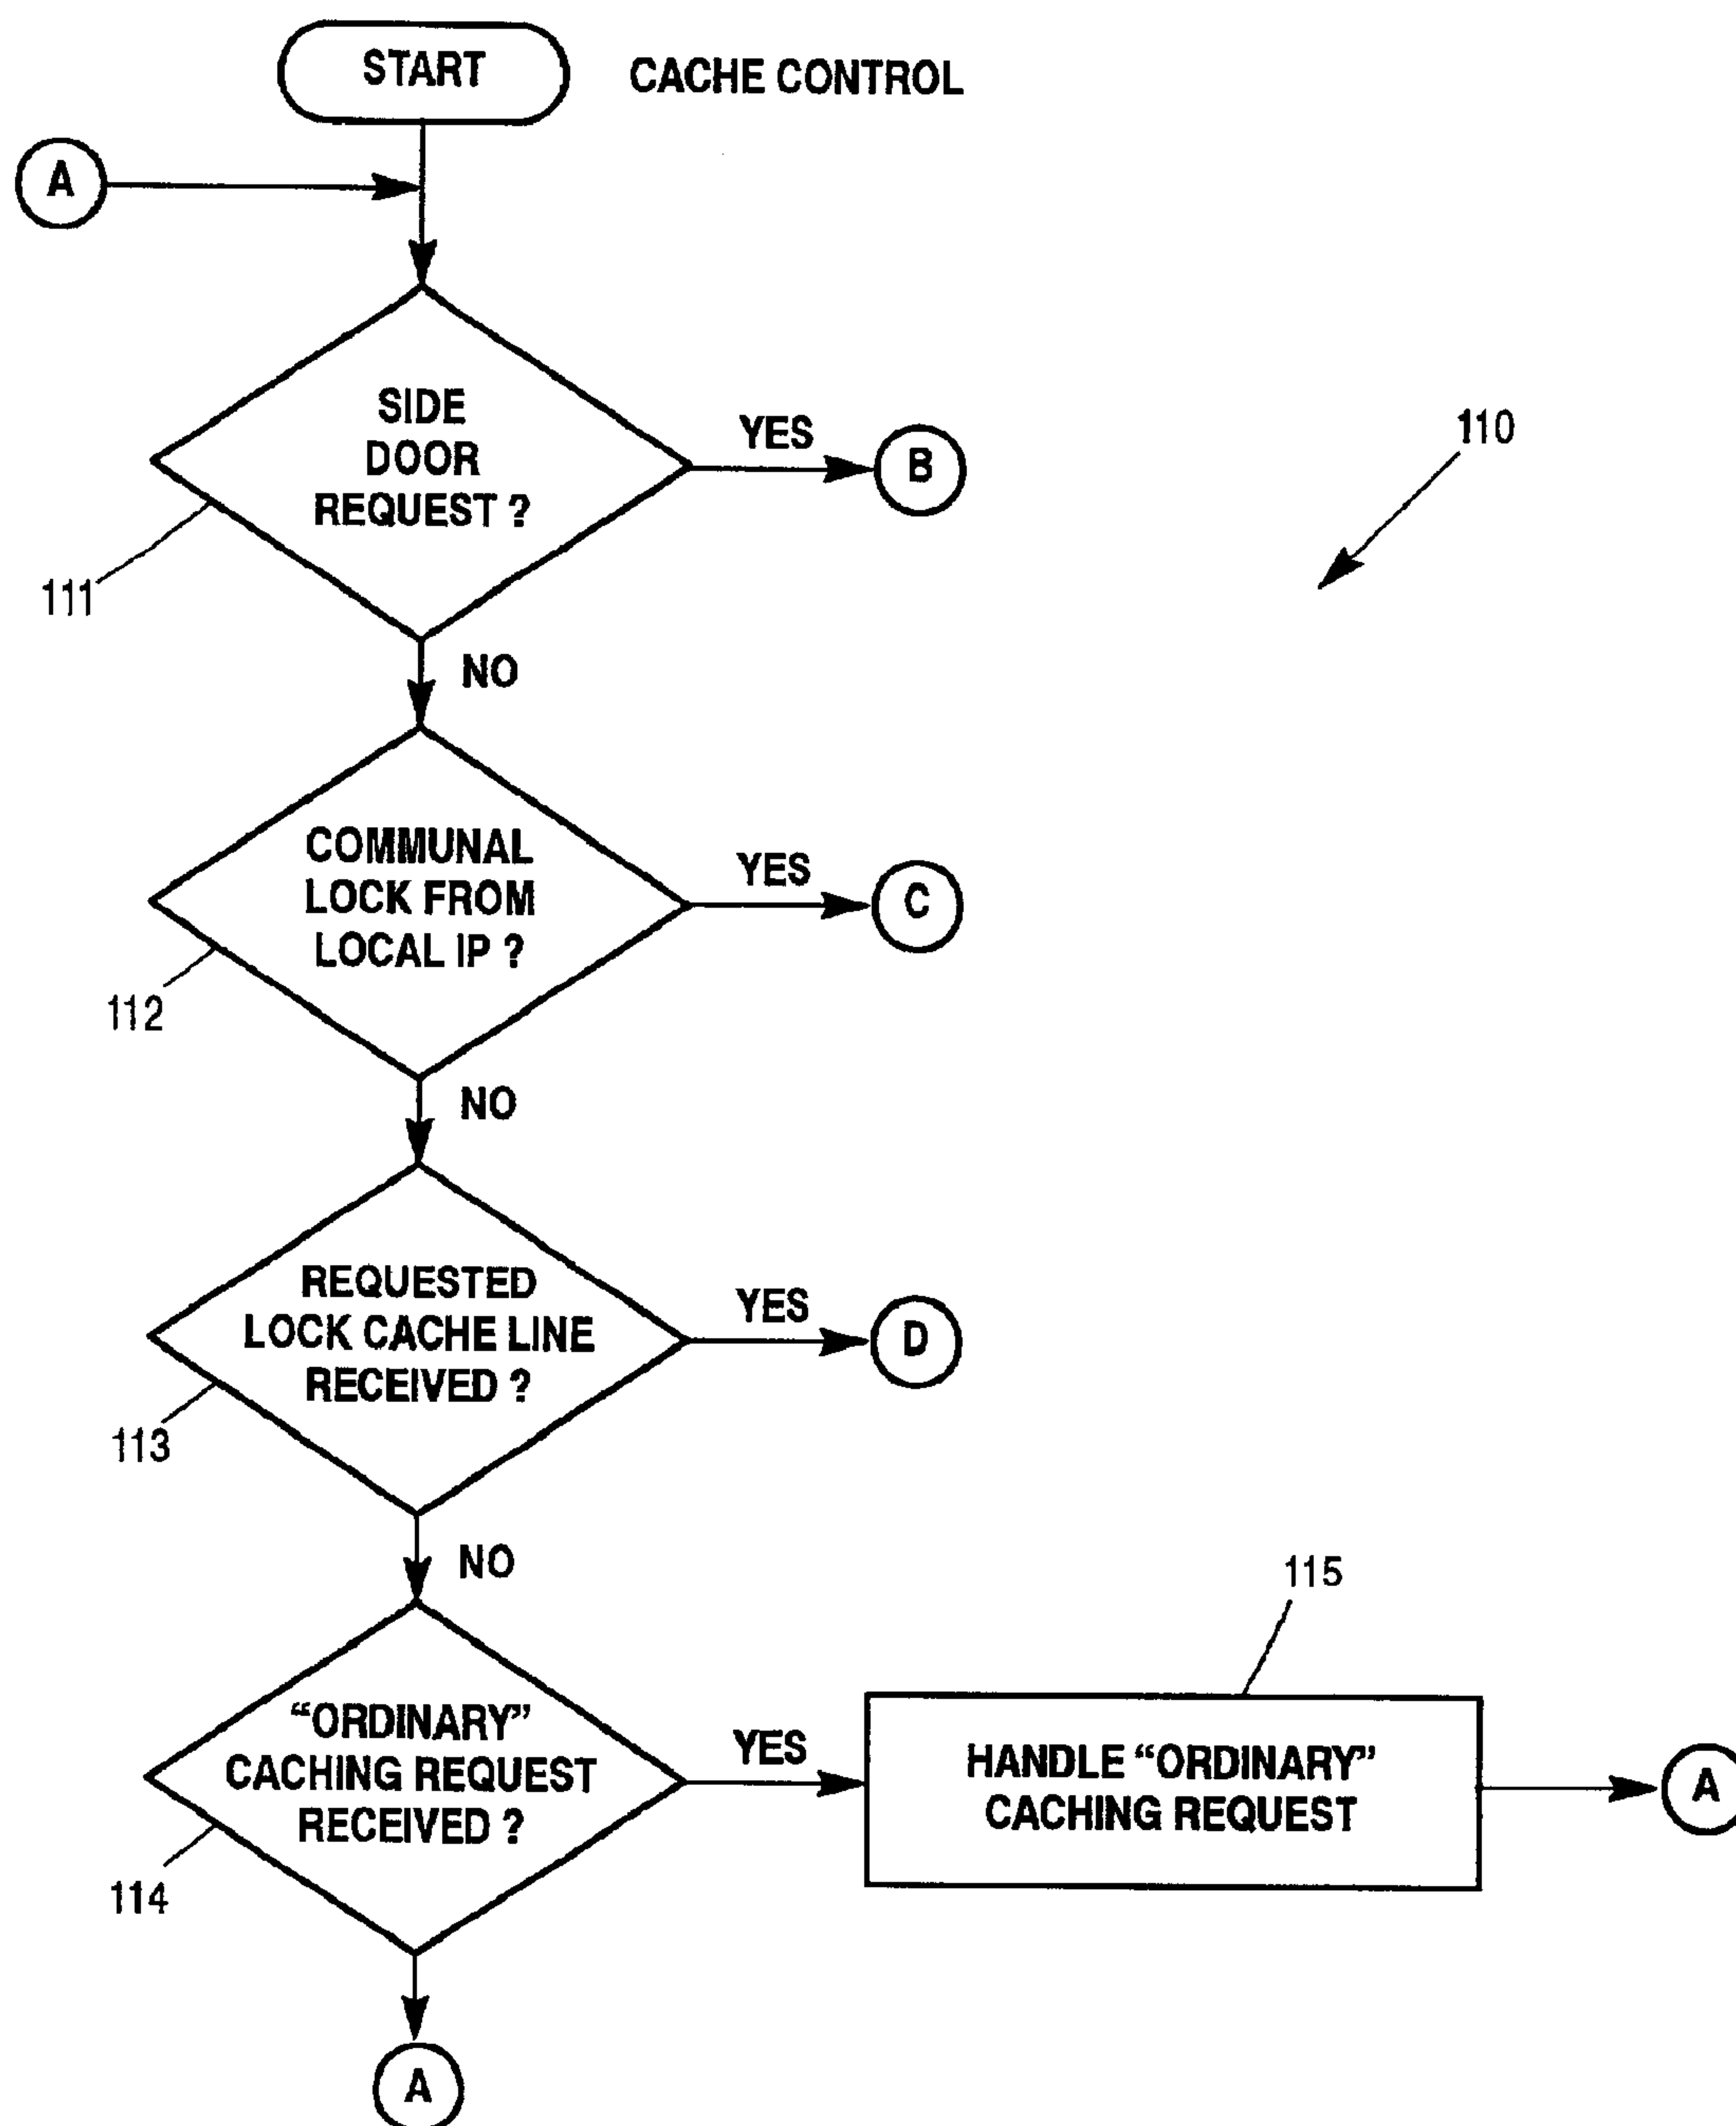 START
CACHE CONTROL
A
SIDE
DOOR
REQUEST ?
YES
B
110
111
NO
COMMUNAL
LOCK FROM
LOCAL IP ?
YES
C
112
NO
REQUESTED
LOCK CACHE LINE
RECEIVED ?
YES
D
113
NO
115
“ORDINARY”
CACHING REQUEST
RECEIVED ?
YES
HANDLE “ORDINARY”
CACHING REQUEST
A
114
A